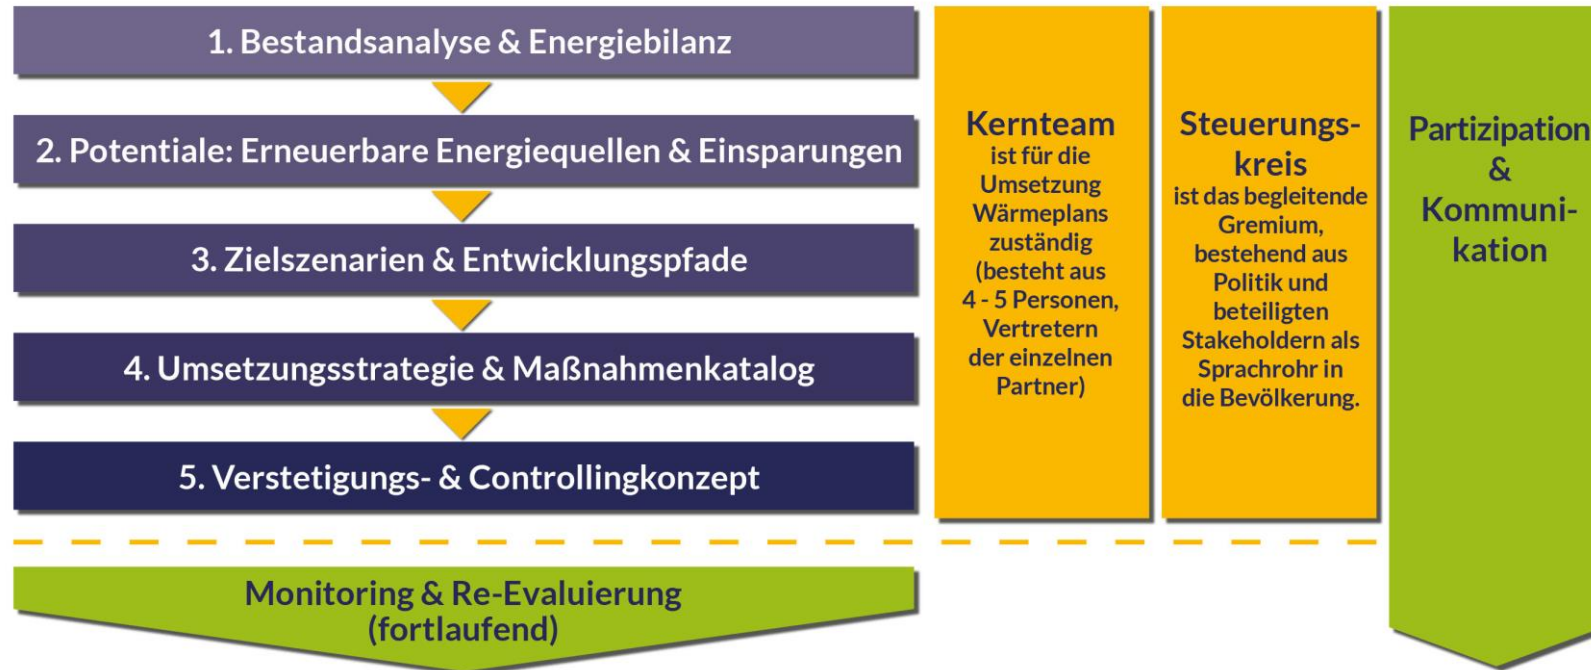 1. Bestandsanalyse & Energiebilanz
2. Potentiale: Erneuerbare Energiequellen & Einsparungen
3. Zielszenarien & Entwicklungspfade
4. Umsetzungsstrategie & Maßnahmenkatalog
5. Verstetigungs- & Controllingkonzept
Monitoring & Re-Evaluierung
(fortlaufend)
Kernteam
ist für die
Umsetzung
Wärmeplans
zuständig
(besteht aus
4 - 5 Personen,
Vertretern
der einzelnen
Partner)
Steuerungs-
kreis
ist das begleitende
Gremium,
bestehend aus
Politik und
beteiligten
Stakeholdern als
Sprachrohr in
die Bevölkerung.
Partizipation
&
Kommuni-
kation